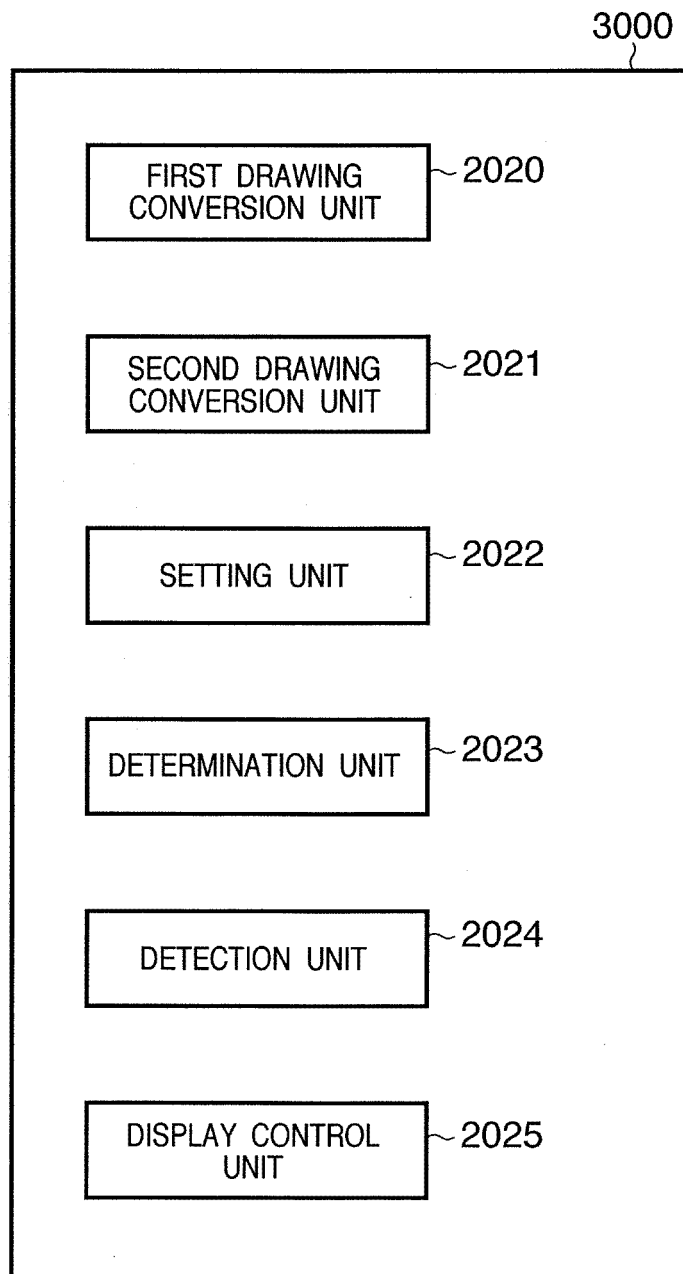 3000
FIRST DRAWING
CONVERSION UNIT
2020
SECOND DRAWING
CONVERSION UNIT
2021
SETTING UNIT
2022
DETERMINATION UNIT
2023
DETECTION UNIT
2024
DISPLAY CONTROL
UNIT
2025